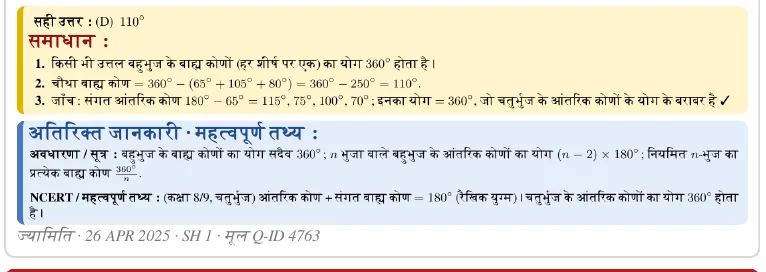 सही उत्तर : (D) 110°
समाधान :
1. किसी भी उत्तल बहुभुज के बाह्य कोणों (हर शीर्ष पर एक) का योग 360° होता है।
2. चौथा बाह्य कोण = 360° − (65° + 105° + 80°) = 360° − 250° = 110°.
3. जाँच : संगत आंतरिक कोण 180° − 65° = 115°, 75°, 100°, 70° ; इनका योग = 360°, जो चतुर्भुज के आंतरिक कोणों के योग के बराबर है ✓
अतिरिक्त जानकारी · महत्वपूर्ण तथ्य :
अवधारणा / सूत्र : बहुभुज के बाह्य कोणों का योग सदैव 360° ; n भुजा वाले बहुभुज के आंतरिक कोणों का योग (n − 2) × 180° ; नियमित n-भुज का
प्रत्येक बाह्य कोण 360°/n.
NCERT / महत्वपूर्ण तथ्य : (कक्षा 8/9, चतुर्भुज) आंतरिक कोण + संगत बाह्य कोण = 180° (रैखिक युग्म)। चतुर्भुज के आंतरिक कोणों का योग 360° होता
है।
ज्यामिति · 26 APR 2025 · SH 1 · मूल Q-ID 4763